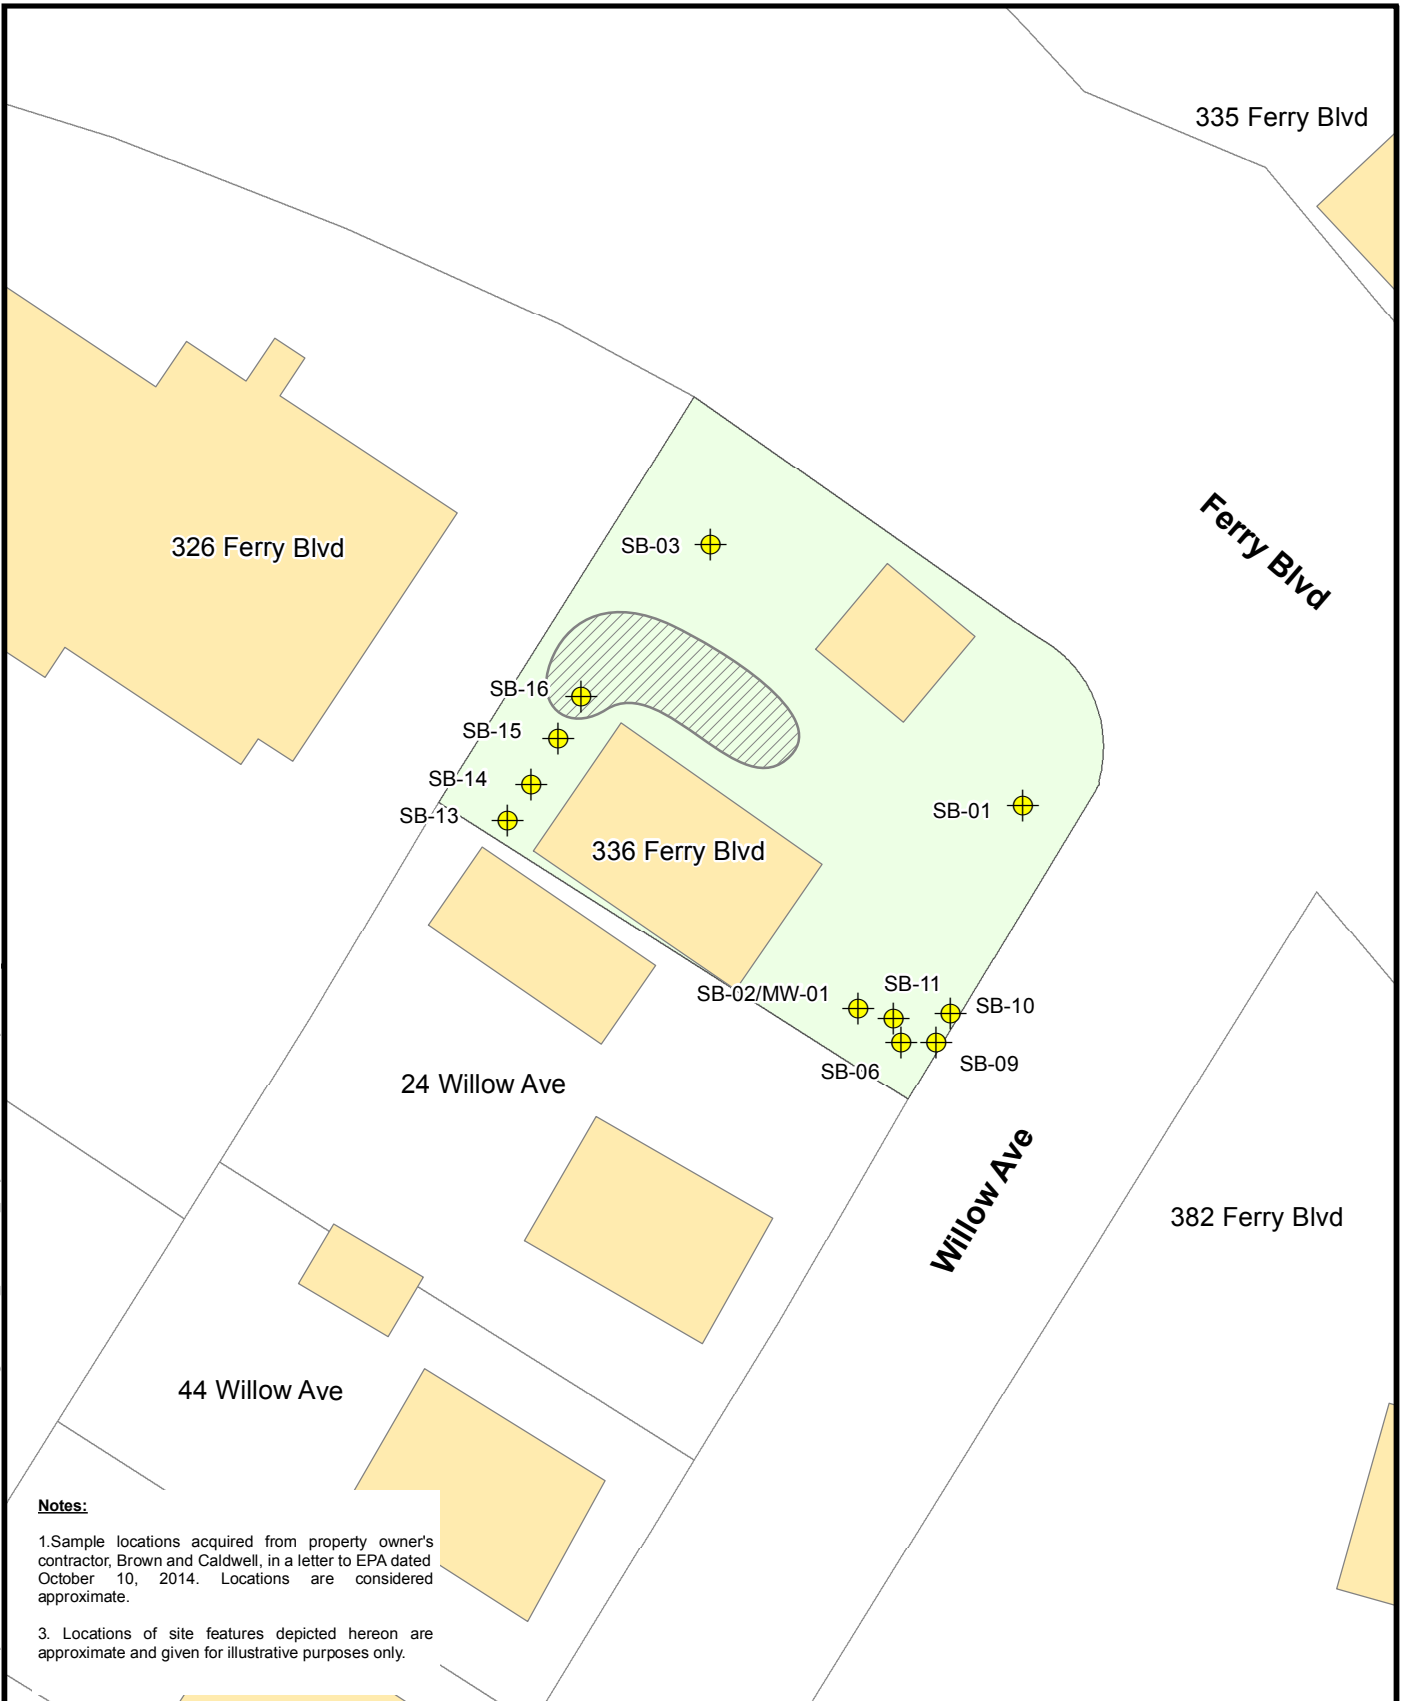 335 Ferry Blvd
Ferry Blvd
326 Ferry Blvd
SB-03
SB-16
SB-15
SB-14
SB-13
SB-01
336 Ferry Blvd
SB-11
SB-02/MW-01
SB-10
SB-09
SB-06
24 Willow Ave
Willow Ave
382 Ferry Blvd
44 Willow Ave
Notes:
1.Sample locations acquired from property owner's
contractor, Brown and Caldwell, in a letter to EPA dated
October 10, 2014. Locations are considered
approximate.
3. Locations of site features depicted hereon are
approximate and given for illustrative purposes only.